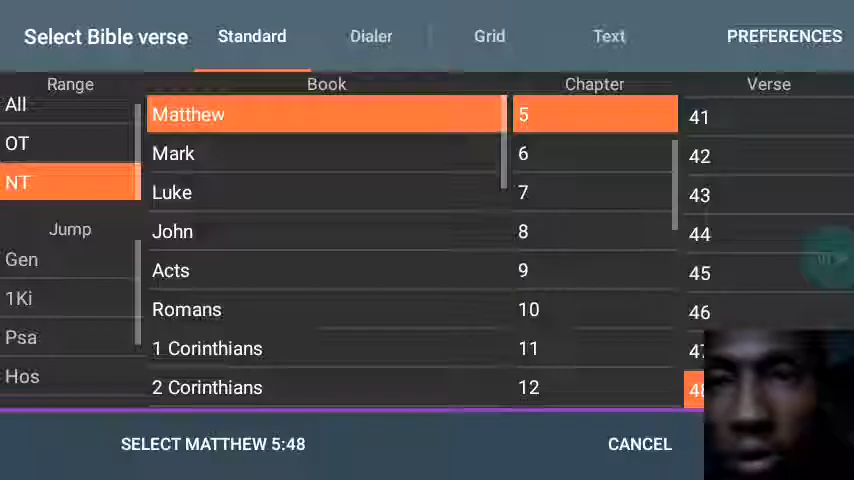 Select Bible verse Standard Dialer Grid Text PREFERENCES
Range Book Chapter Verse
All
OT
NT
Jump
Gen
1Ki
Psa
Hos
Matthew
Mark
Luke
John
Acts
Romans
1 Corinthians
2 Corinthians
5
6
7
8
9
10
11
12
41
42
43
44
45
46
47
48
SELECT MATTHEW 5:48 CANCEL